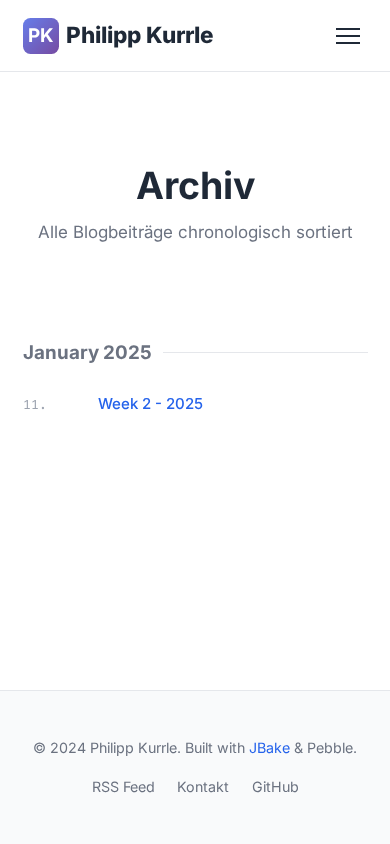 PK Philipp Kurrle
Archiv
Alle Blogbeiträge chronologisch sortiert
January 2025
11. Week 2 - 2025
© 2024 Philipp Kurrle. Built with JBake & Pebble.
RSS Feed Kontakt GitHub